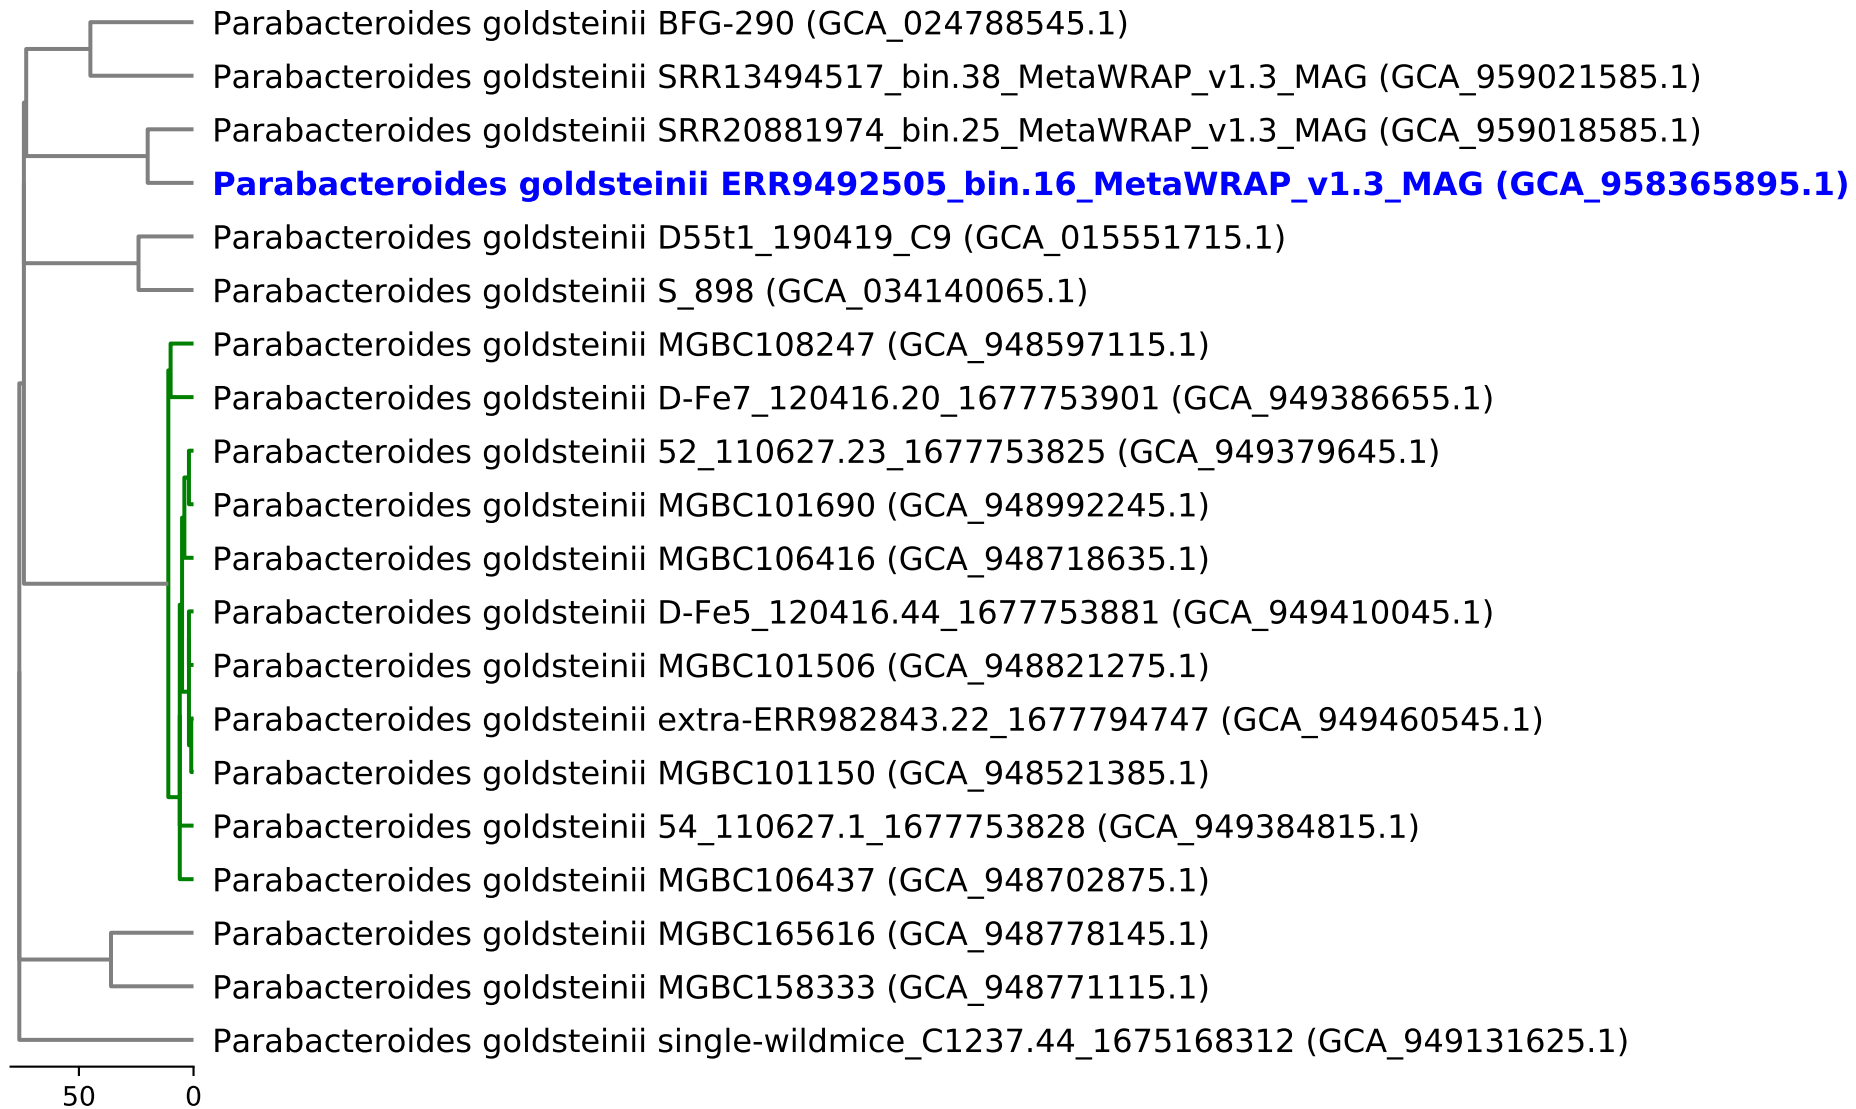 Parabacteroides goldsteinii BFG-290 (GCA_024788545.1)
Parabacteroides goldsteinii SRR13494517_bin.38_MetaWRAP_v1.3_MAG (GCA_959021585.1)
Parabacteroides goldsteinii SRR20881974_bin.25_MetaWRAP_v1.3_MAG (GCA_959018585.1)
Parabacteroides goldsteinii ERR9492505_bin.16_MetaWRAP_v1.3_MAG (GCA_958365895.1)
Parabacteroides goldsteinii D55t1_190419_C9 (GCA_015551715.1)
Parabacteroides goldsteinii S_898 (GCA_034140065.1)
Parabacteroides goldsteinii MGBC108247 (GCA_948597115.1)
Parabacteroides goldsteinii D-Fe7_120416.20_1677753901 (GCA_949386655.1)
Parabacteroides goldsteinii 52_110627.23_1677753825 (GCA_949379645.1)
Parabacteroides goldsteinii MGBC101690 (GCA_948992245.1)
Parabacteroides goldsteinii MGBC106416 (GCA_948718635.1)
Parabacteroides goldsteinii D-Fe5_120416.44_1677753881 (GCA_949410045.1)
Parabacteroides goldsteinii MGBC101506 (GCA_948821275.1)
Parabacteroides goldsteinii extra-ERR982843.22_1677794747 (GCA_949460545.1)
Parabacteroides goldsteinii MGBC101150 (GCA_948521385.1)
Parabacteroides goldsteinii 54_110627.1_1677753828 (GCA_949384815.1)
Parabacteroides goldsteinii MGBC106437 (GCA_948702875.1)
Parabacteroides goldsteinii MGBC165616 (GCA_948778145.1)
Parabacteroides goldsteinii MGBC158333 (GCA_948771115.1)
Parabacteroides goldsteinii single-wildmice_C1237.44_1675168312 (GCA_949131625.1)
50 0